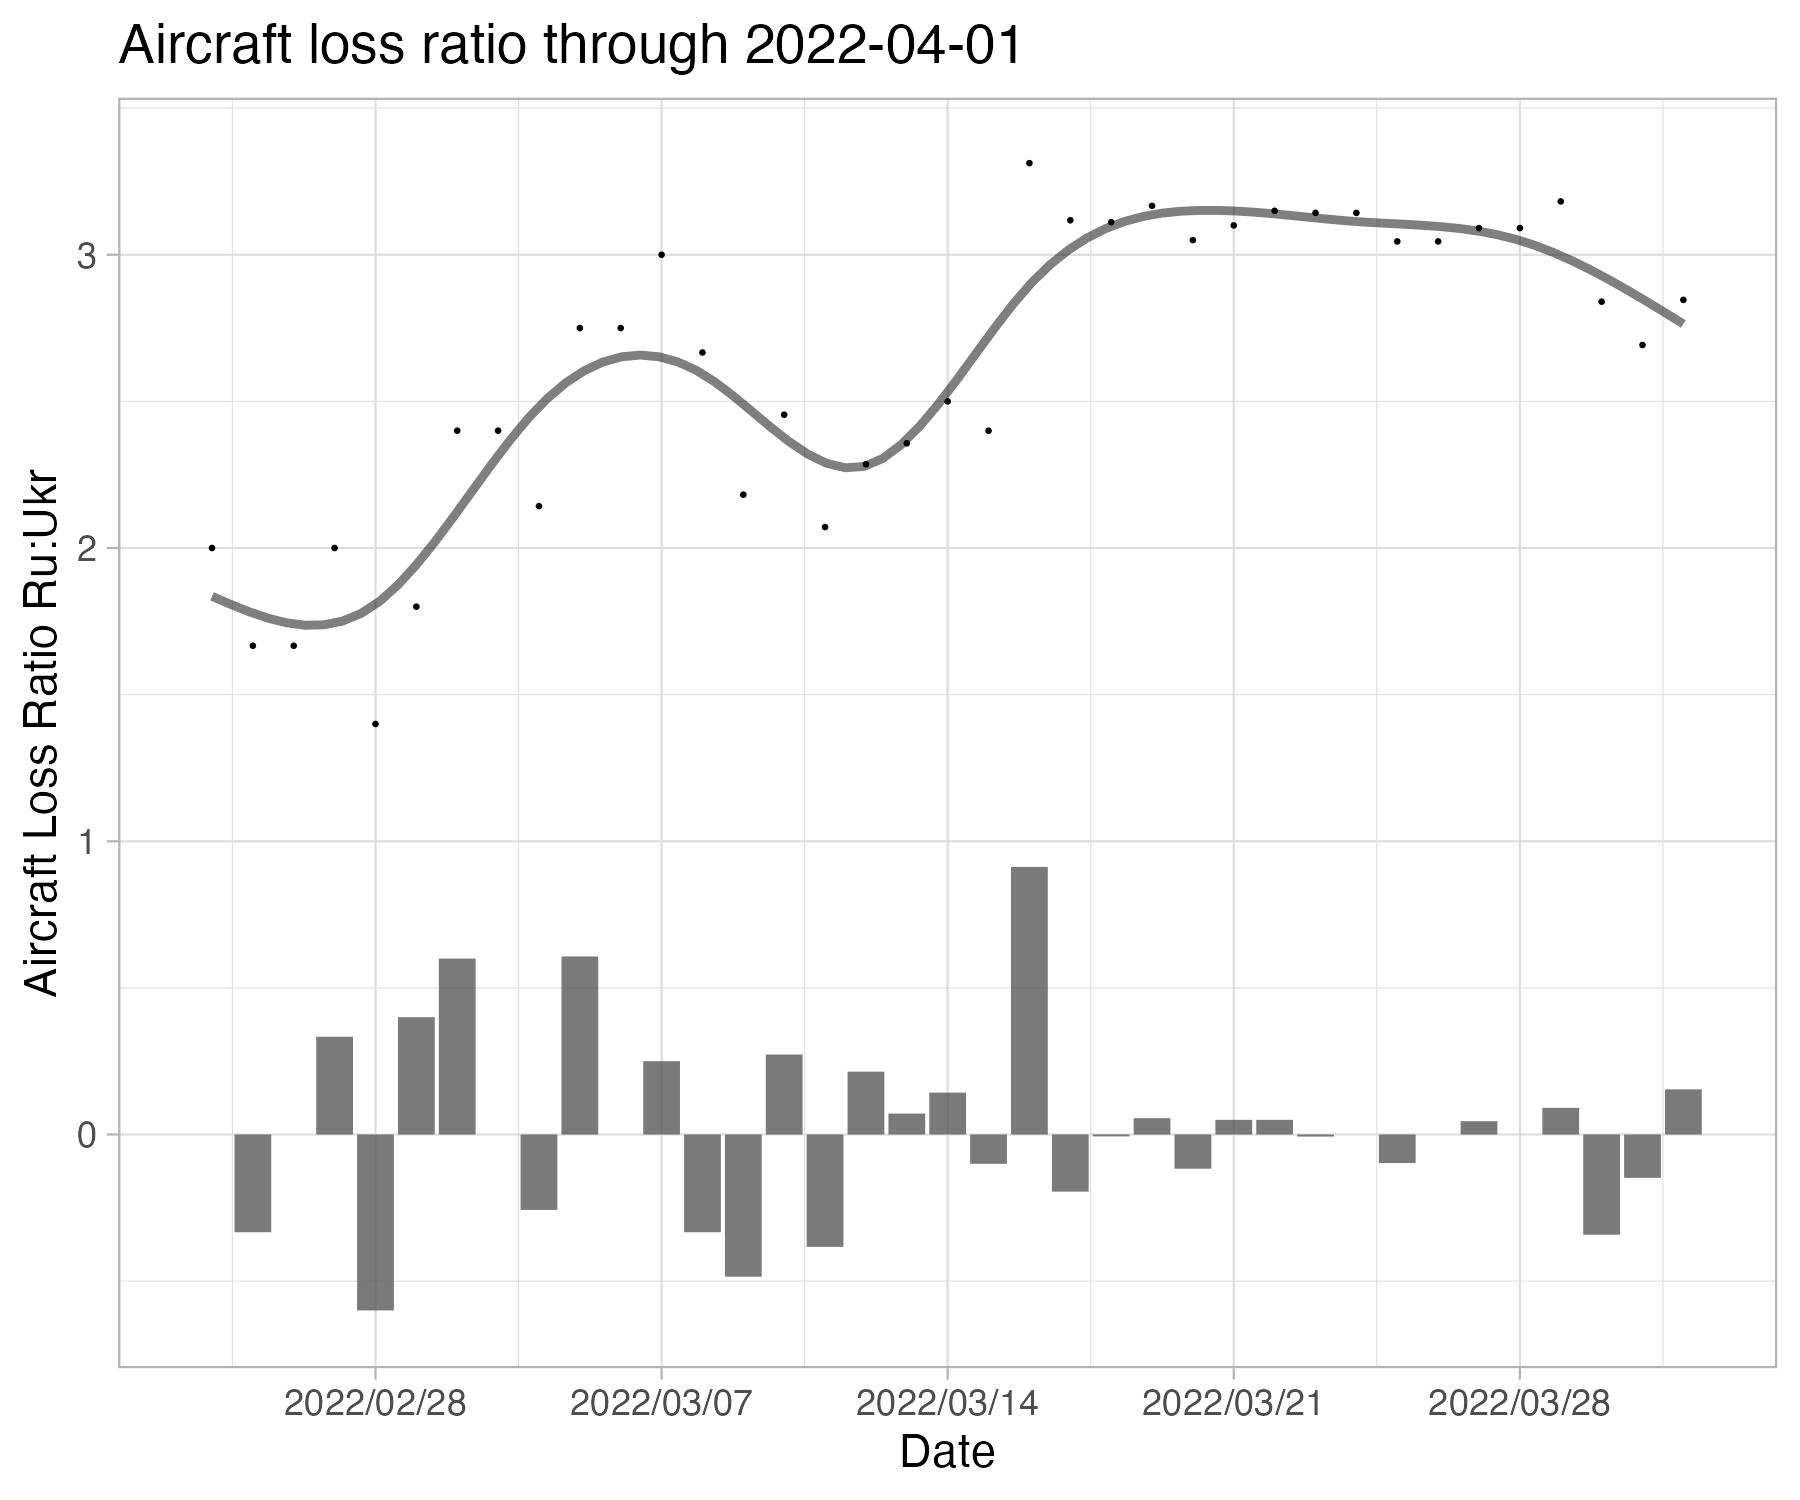 Aircraft loss ratio through 2022-04-01
Aircraft Loss Ratio Ru:Ukr
3
2
1
0
2022/02/28 2022/03/07 2022/03/14 2022/03/21 2022/03/28
Date